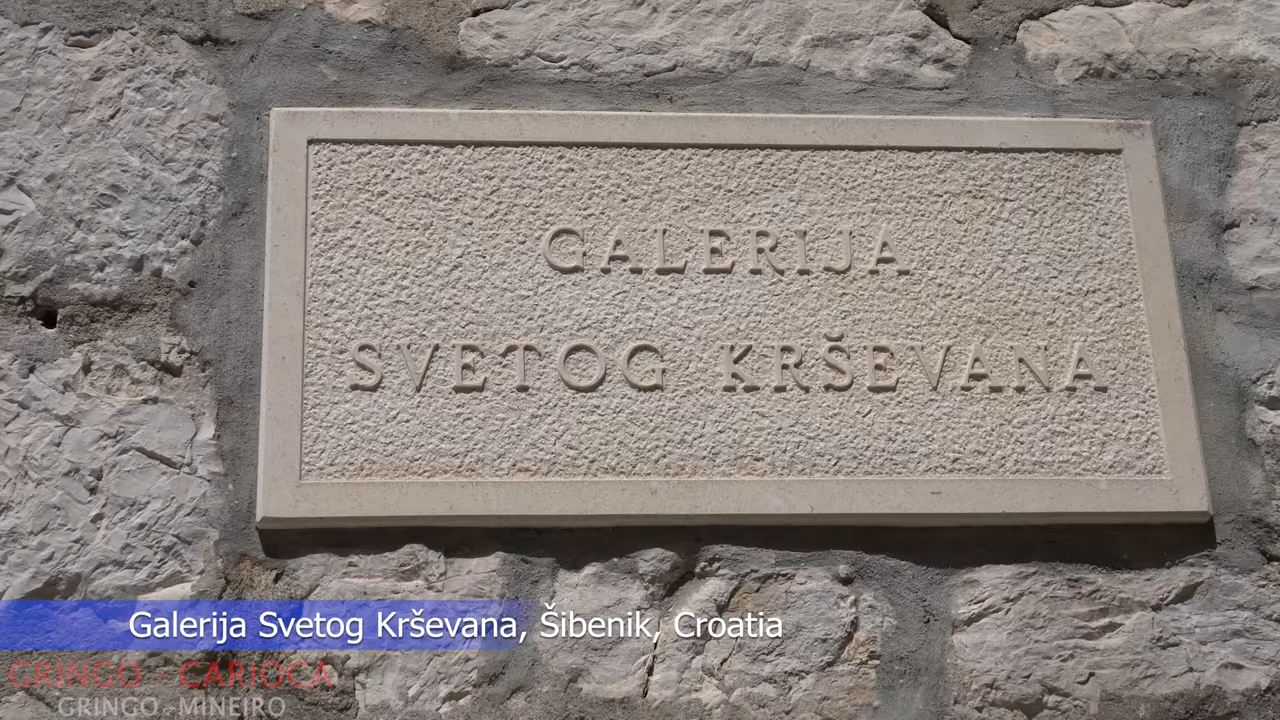 GALERIJA
SVETOG KRŠEVANA
Galerija Svetog Krševana, Šibenik, Croatia
GRINGO - CARIOCA
GRINGO - MINEIRO